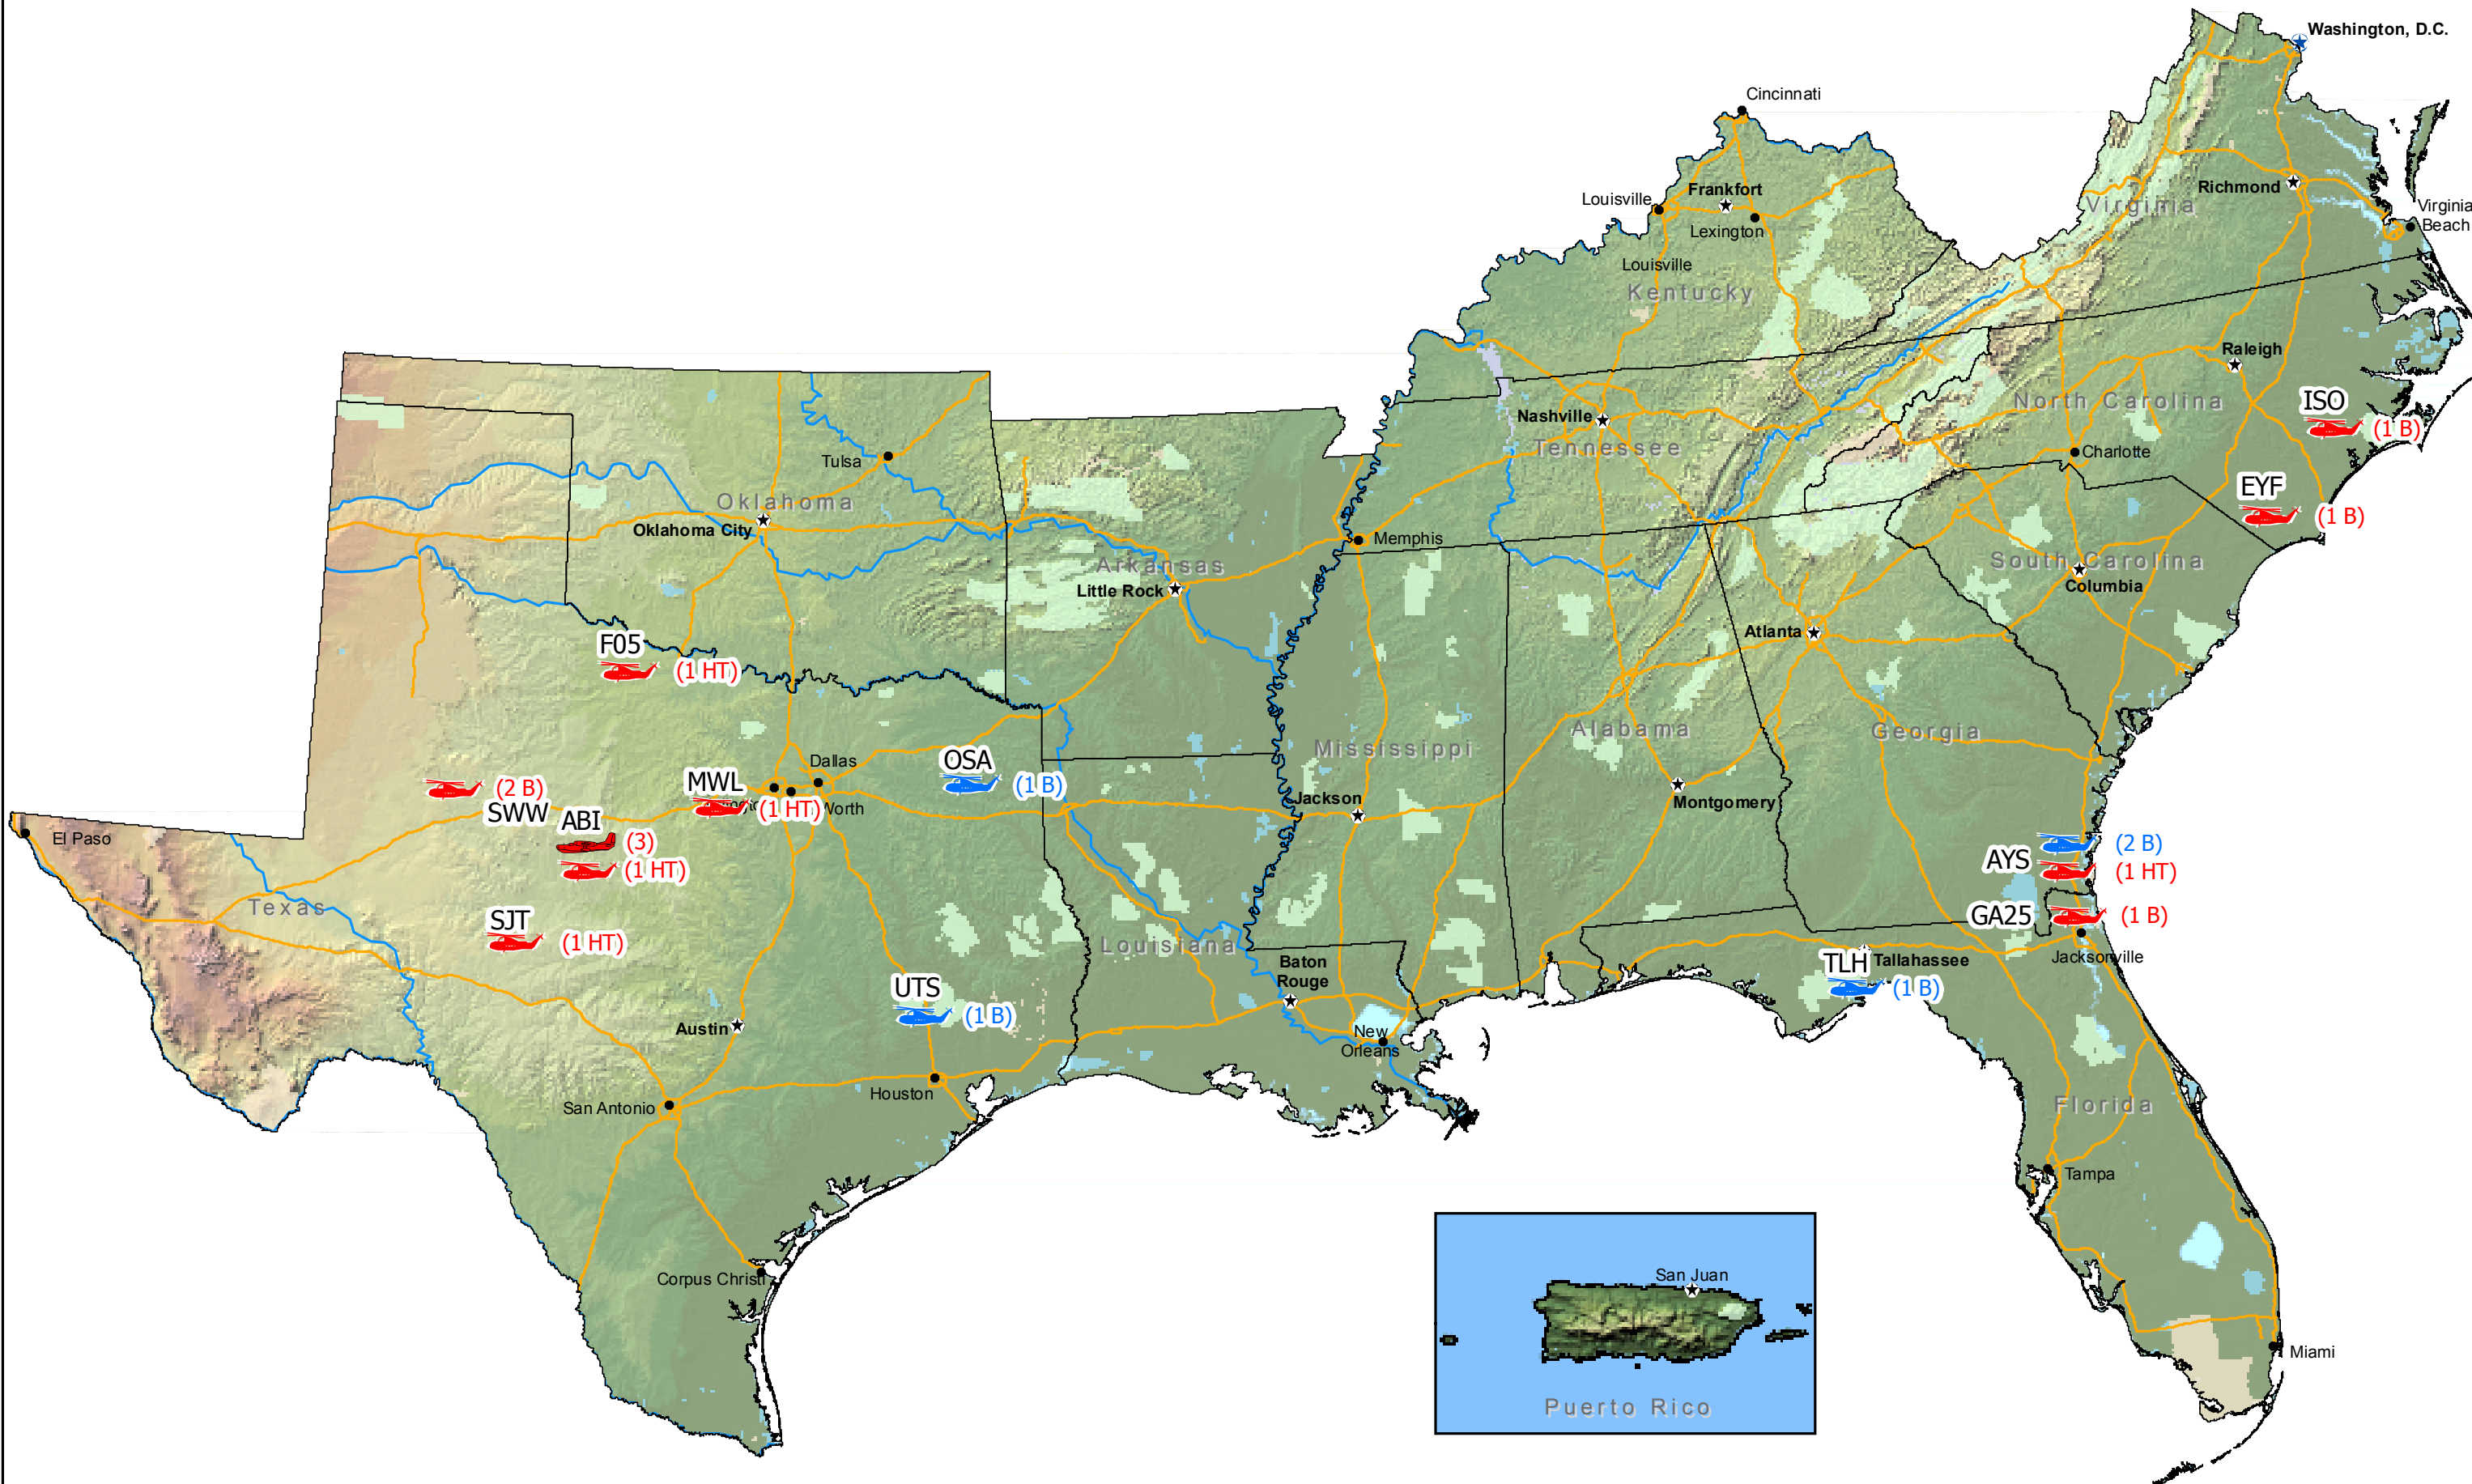 Washington, D.C.
Cincinnati
Louisville
Frankfort
Lexington
Louisville
Kentucky
Richmond
Virginia
Virginia
Beach
Raleigh
North Carolina
ISO
(1 B)
Nashville
Tennessee
Charlotte
EYF
(1 B)
Tulsa
Oklahoma
Oklahoma City
Memphis
Arkansas
Little Rock
South Carolina
Columbia
Atlanta
F05
(1 HT)
Mississippi
Alabama
Georgia
Dallas
OSA
(1 B)
MWL
(1 HT)
Worth
(2 B)
SWW
ABI
(3)
(1 HT)
Jackson
Montgomery
El Paso
Texas
SJT
(1 HT)
(2 B)
AYS
(1 HT)
GA25
(1 B)
Louisiana
Baton
Rouge
TLH
Tallahassee
(1 B)
Jacksonville
UTS
(1 B)
Austin
New
Orleans
San Antonio
Houston
Florida
Tampa
Corpus Christi
San Juan
Puerto Rico
Miami